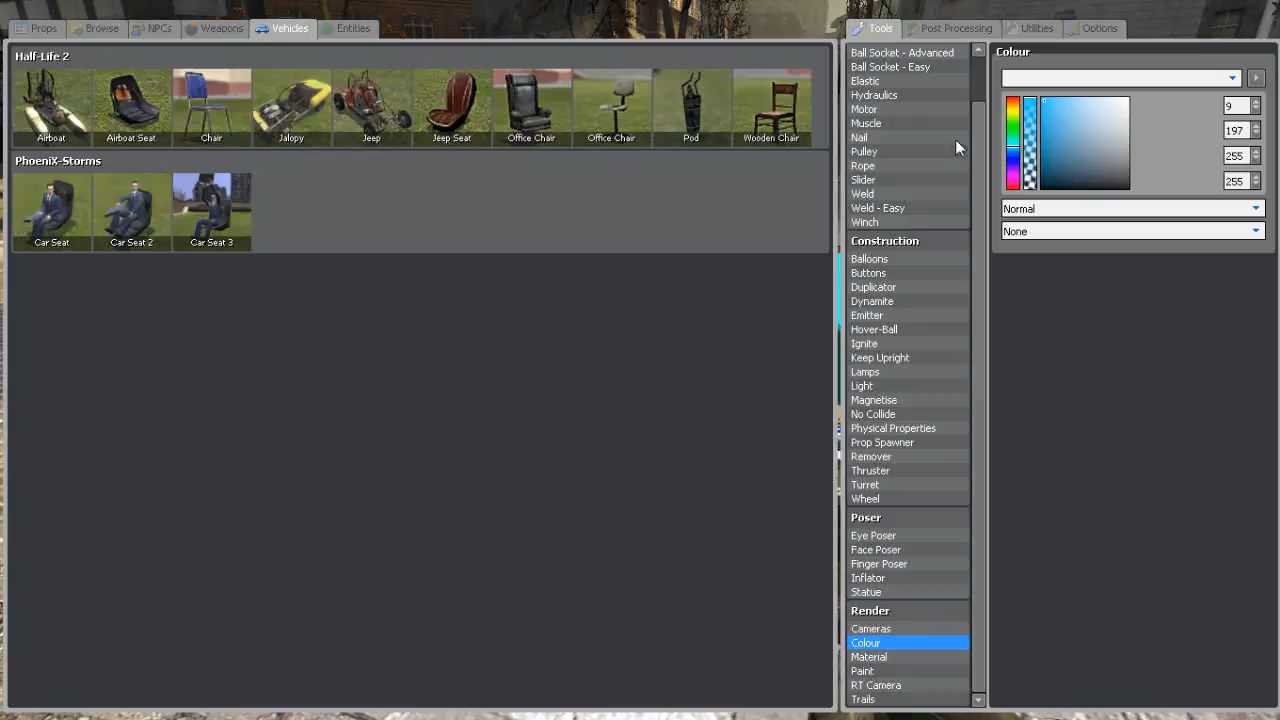 Props
Browse
NPCs
Weapons
Vehicles
Entities
Half-Life 2
Airboat
Airboat Seat
Chair
Jalopy
Jeep
Jeep Seat
Office Chair
Office Chair
Pod
Wooden Chair
PhoeniX-Storms
Car Seat
Car Seat 2
Car Seat 3
Tools
Post Processing
Utilities
Options
Ball Socket - Advanced
Ball Socket - Easy
Elastic
Hydraulics
Motor
Muscle
Nail
Pulley
Rope
Slider
Weld
Weld - Easy
Winch
Construction
Balloons
Buttons
Duplicator
Dynamite
Emitter
Hover-Ball
Ignite
Keep Upright
Lamps
Light
Magnetise
No Collide
Physical Properties
Prop Spawner
Remover
Thruster
Turret
Wheel
Poser
Eye Poser
Face Poser
Finger Poser
Inflator
Statue
Render
Cameras
Colour
Material
Paint
RT Camera
Trails
Colour
9
197
255
255
Normal
None